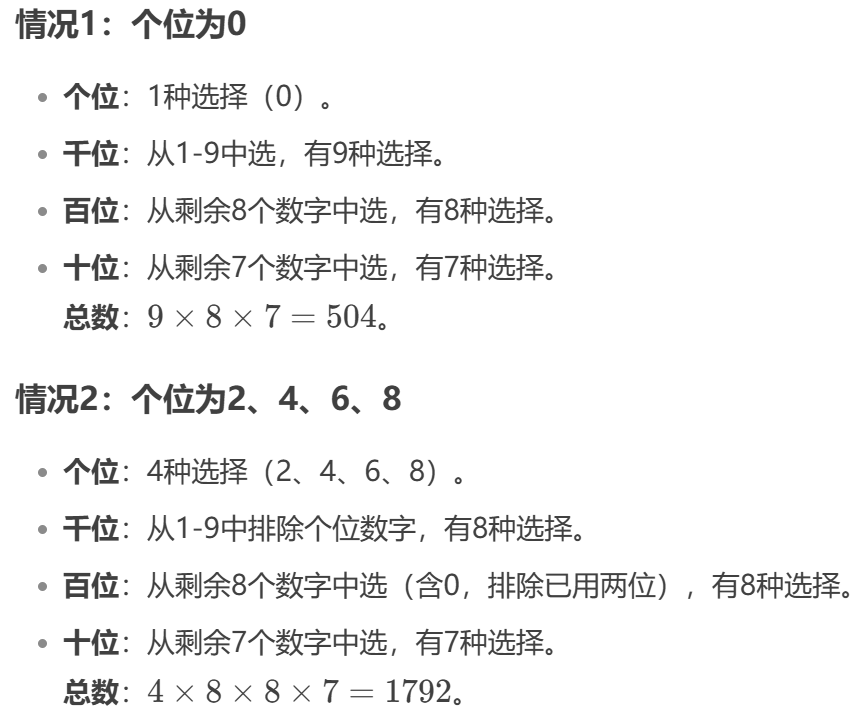 情况1：个位为0
• 个位：1种选择（0）。
• 千位：从1-9中选，有9种选择。
• 百位：从剩余8个数字中选，有8种选择。
• 十位：从剩余7个数字中选，有7种选择。
总数：9 × 8 × 7 = 504。
情况2：个位为2、4、6、8
• 个位：4种选择（2、4、6、8）。
• 千位：从1-9中排除个位数字，有8种选择。
• 百位：从剩余8个数字中选（含0，排除已用两位），有8种选择。
• 十位：从剩余7个数字中选，有7种选择。
总数：4 × 8 × 8 × 7 = 1792。